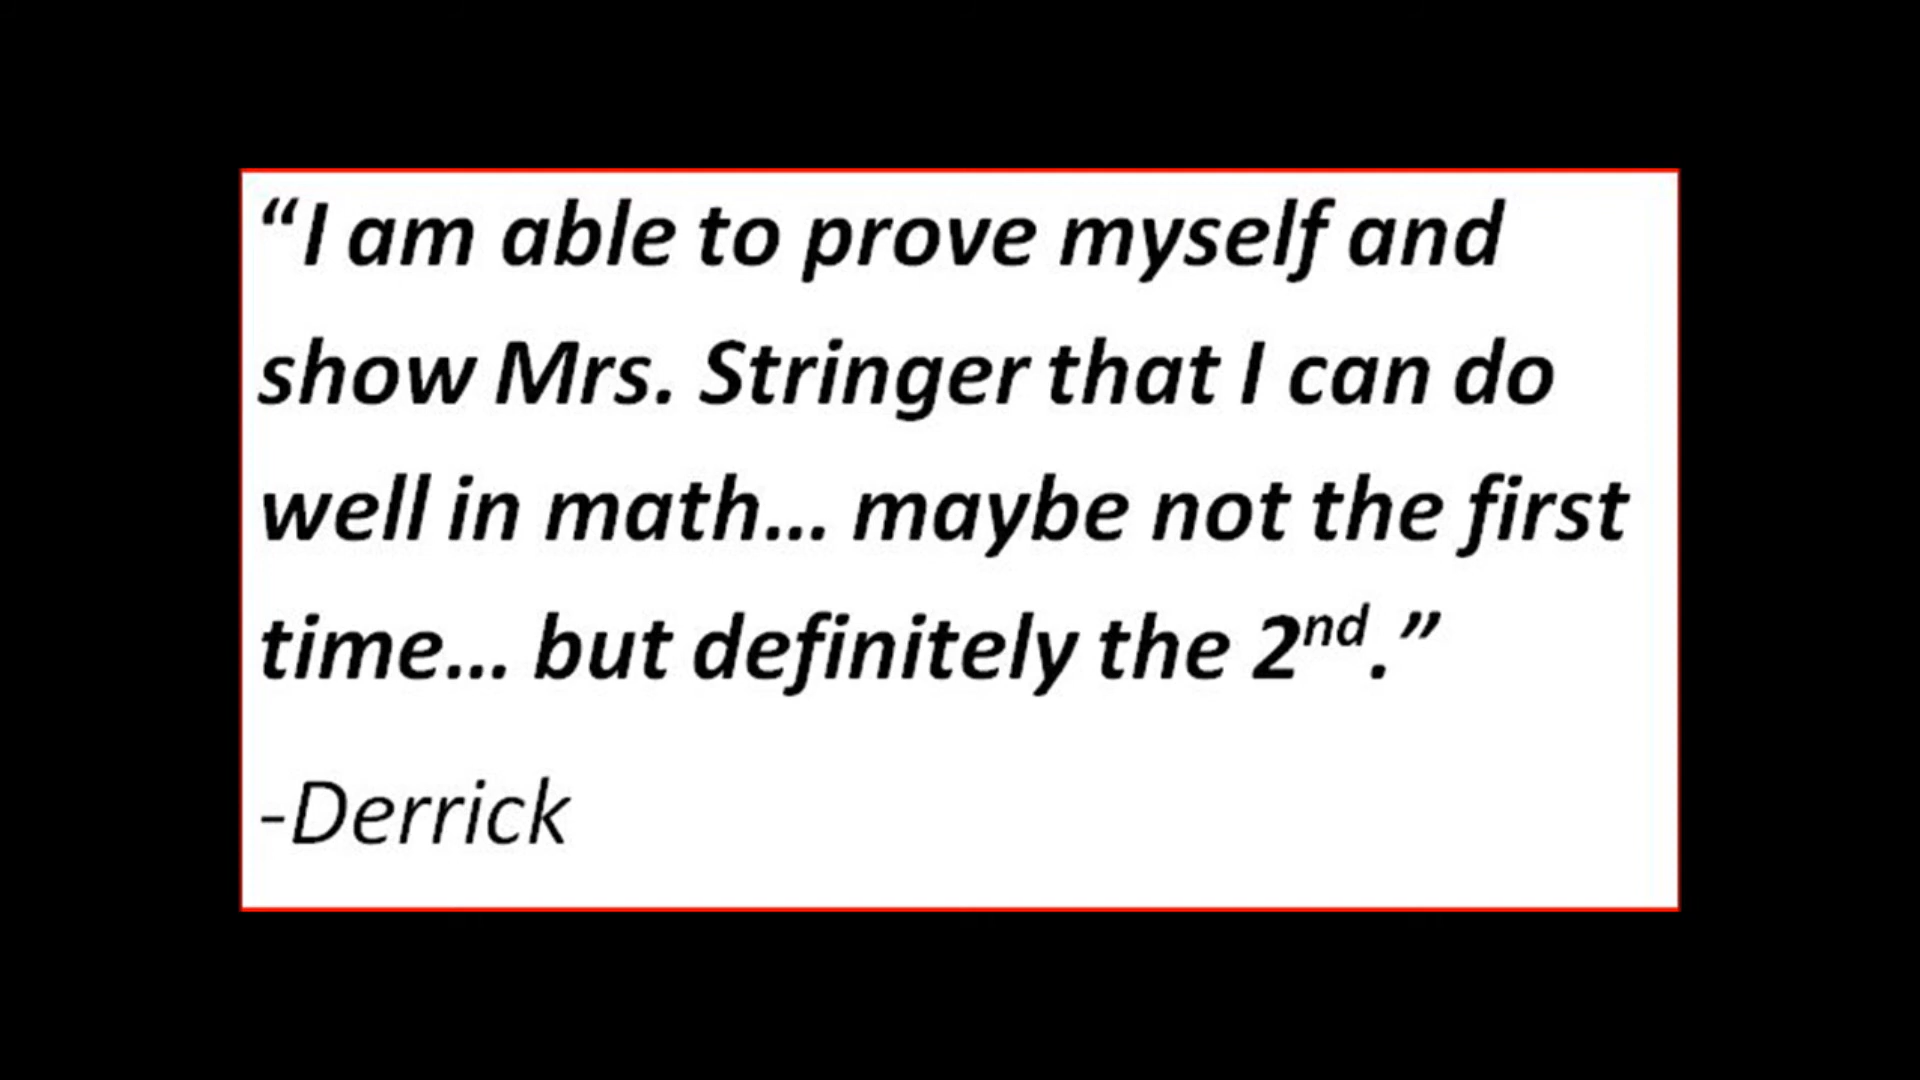 “I am able to prove myself and
show Mrs. Stringer that I can do
well in math... maybe not the first
time... but definitely the 2nd.”
-Derrick